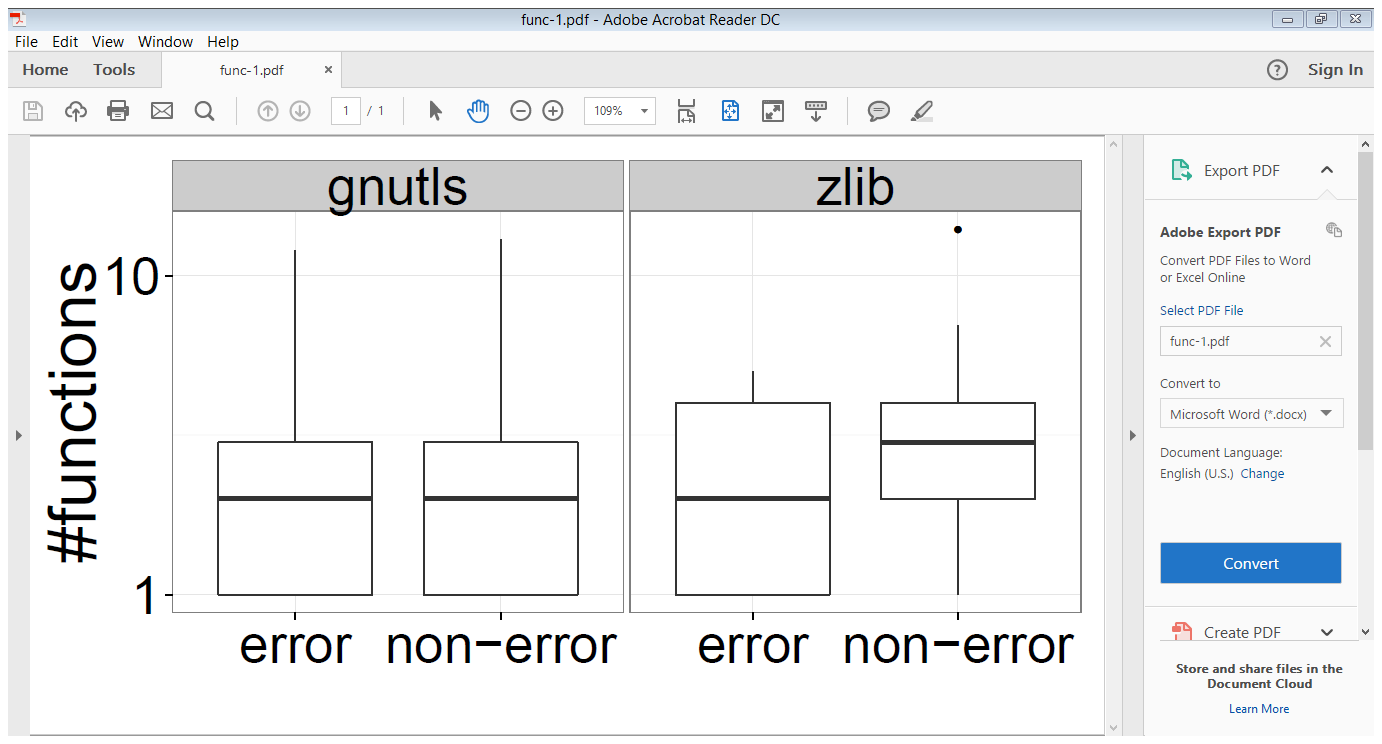 func-1.pdf - Adobe Acrobat Reader DC
File Edit View Window Help
Home Tools func-1.pdf × Sign In
1 / 1 109%
gnutls zlib
#functions
10
1
error non−error error non−error
Export PDF
Adobe Export PDF
Convert PDF Files to Word
or Excel Online
Select PDF File
func-1.pdf
Convert to
Microsoft Word (*.docx)
Document Language:
English (U.S.) Change
Convert
Create PDF
Store and share files in the
Document Cloud
Learn More